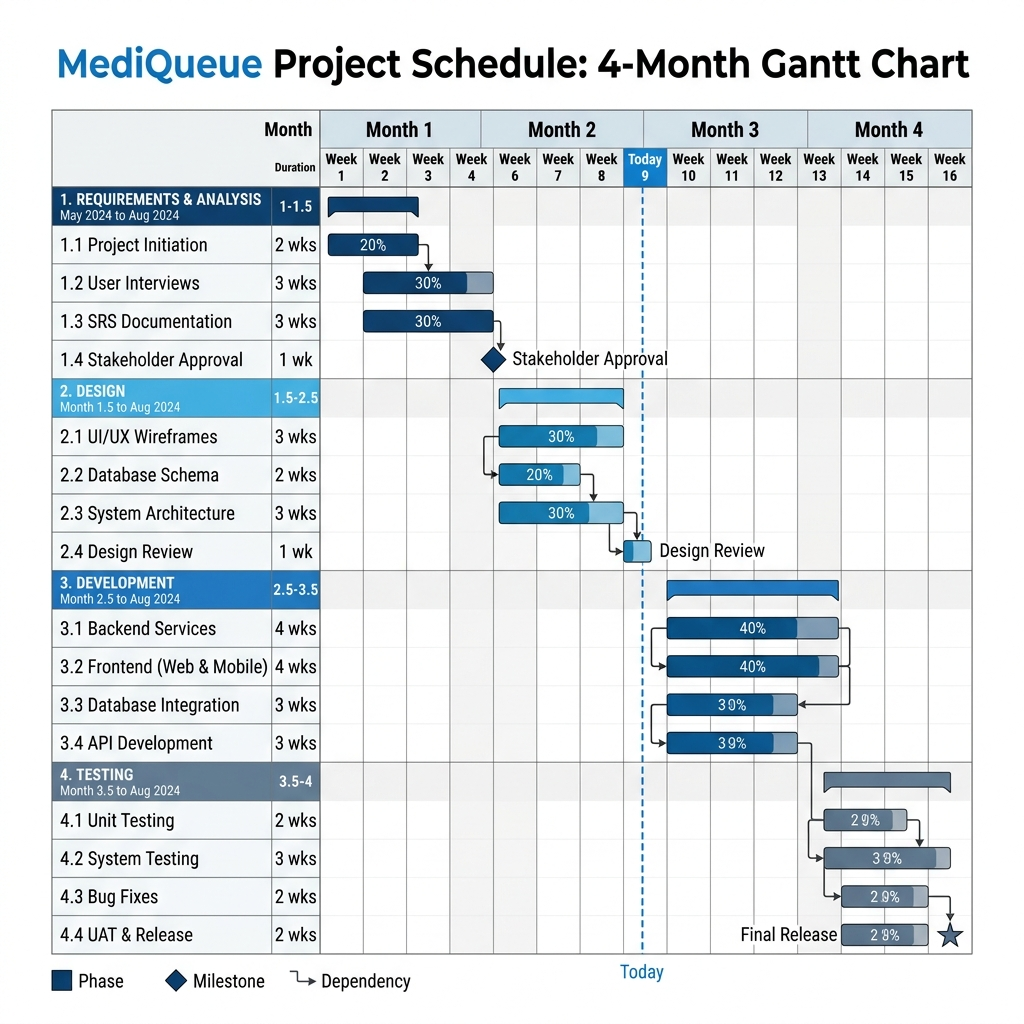 MediQueue Project Schedule: 4-Month Gantt Chart
Month Month 1 Month 2 Month 3 Month 4
Duration Week 1 Week 2 Week 3 Week 4 Week 6 Week 7 Week 8 Today 9 Week 10 Week 11 Week 12 Week 13 Week 14 Week 15 Week 16
1. REQUIREMENTS & ANALYSIS 1-1.5
May 2024 to Aug 2024
1.1 Project Initiation 2 wks 20%
1.2 User Interviews 3 wks 30%
1.3 SRS Documentation 3 wks 30%
1.4 Stakeholder Approval 1 wk Stakeholder Approval
2. DESIGN 1.5-2.5
Month 1.5 to Aug 2024
2.1 UI/UX Wireframes 3 wks 30%
2.2 Database Schema 2 wks 20%
2.3 System Architecture 3 wks 30%
2.4 Design Review 1 wk Design Review
3. DEVELOPMENT 2.5-3.5
Month 2.5 to Aug 2024
3.1 Backend Services 4 wks 40%
3.2 Frontend (Web & Mobile) 4 wks 40%
3.3 Database Integration 3 wks
3.4 API Development 3 wks
4. TESTING 3.5-4
Month 3.5 to Aug 2024
4.1 Unit Testing 2 wks
4.2 System Testing 3 wks
4.3 Bug Fixes 2 wks
4.4 UAT & Release 2 wks Final Release
Phase Milestone Dependency Today